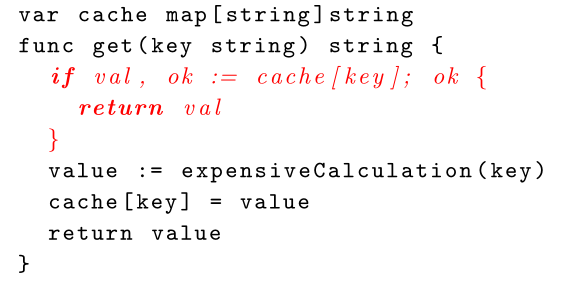 var cache map[string]string
func get(key string) string {
if val, ok := cache[key]; ok {
return val
}
value := expensiveCalculation(key)
cache[key] = value
return value
}